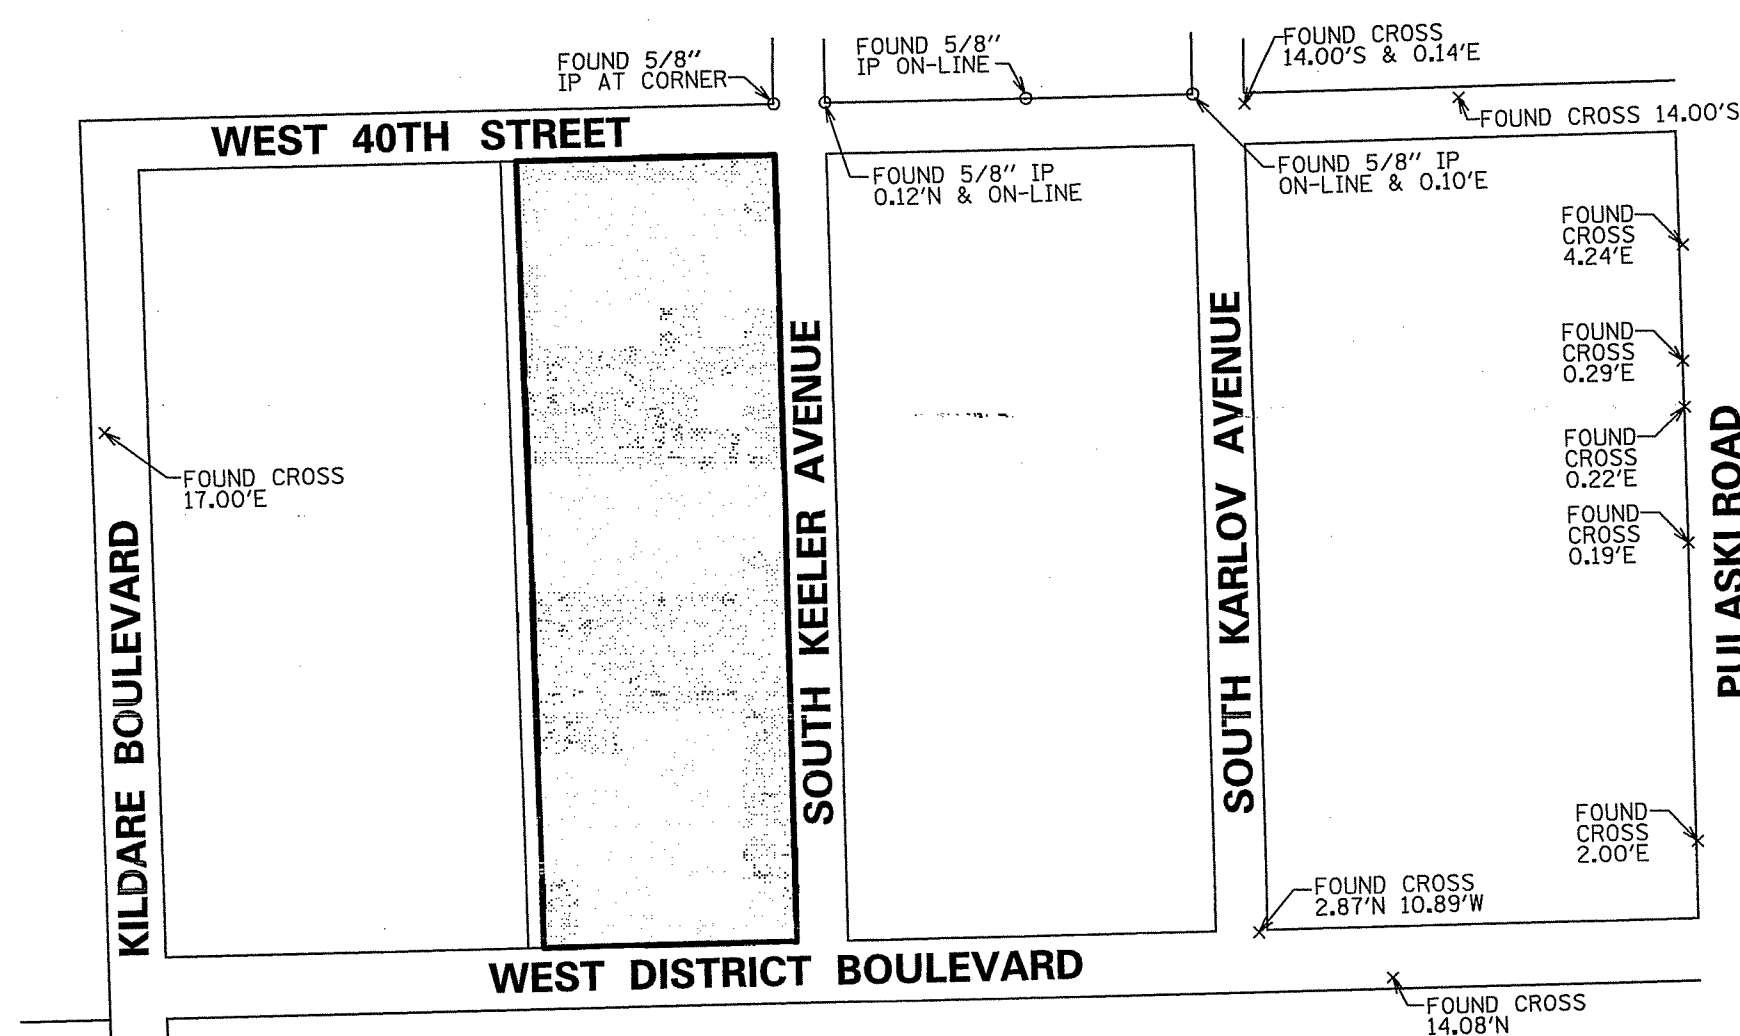 FOUND 5/8"
IP AT CORNER
FOUND 5/8"
IP ON-LINE
FOUND CROSS
14.00'S & 0.14'E
FOUND CROSS 14.00'S
WEST 40TH STREET
FOUND 5/8" IP
0.12'N & ON-LINE
FOUND 5/8" IP
ON-LINE & 0.10'E
FOUND
CROSS
4.24'E
FOUND
CROSS
0.29'E
FOUND
CROSS
0.22'E
FOUND
CROSS
0.19'E
FOUND CROSS
17.00'E
KILDARE BOULEVARD
SOUTH KEELER AVENUE
SOUTH KARLOV AVENUE
PULASKI ROAD
FOUND
CROSS
2.00'E
FOUND CROSS
2.87'N 10.89'W
WEST DISTRICT BOULEVARD
FOUND CROSS
14.08'N